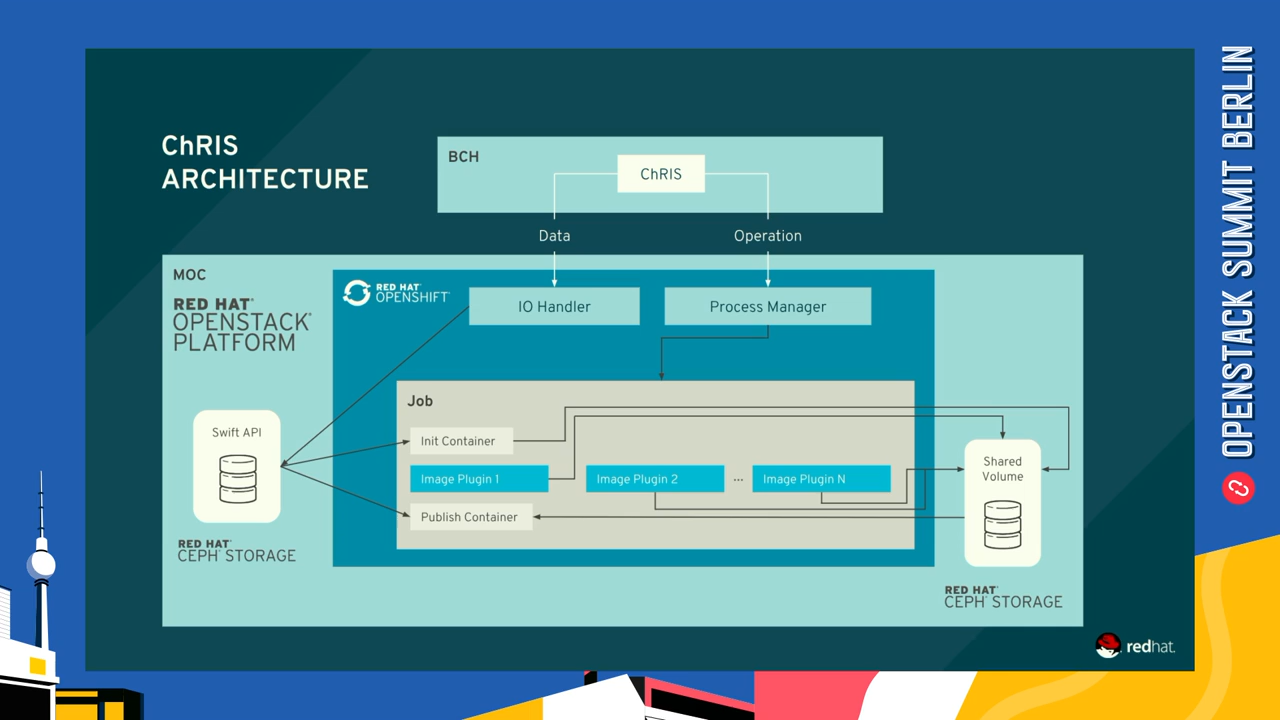 ChRIS
ARCHITECTURE
BCH
ChRIS
Data
Operation
MOC
RED HAT®
OPENSTACK®
PLATFORM
RED HAT®
OPENSHIFT®
IO Handler
Process Manager
Job
Swift API
Init Container
Image Plugin 1
Image Plugin 2
...
Image Plugin N
Publish Container
Shared
Volume
RED HAT®
CEPH® STORAGE
RED HAT®
CEPH® STORAGE
redhat.
OPENSTACK SUMMIT BERLIN